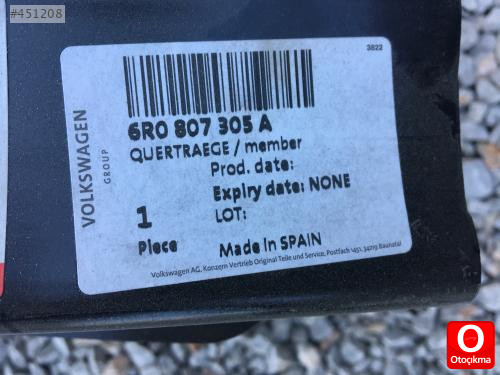 #451208
3822
6R0 807 305 A
QUERTRAEGE / member
Prod. date:
Expiry date: NONE
1 LOT:
Piece Made in SPAIN
VOLKSWAGEN
GROUP
Volkswagen AG, Konzern Vertrieb Original Teile und Service, Postfach 1451, 34219 Baunatal
O
Otoçıkma